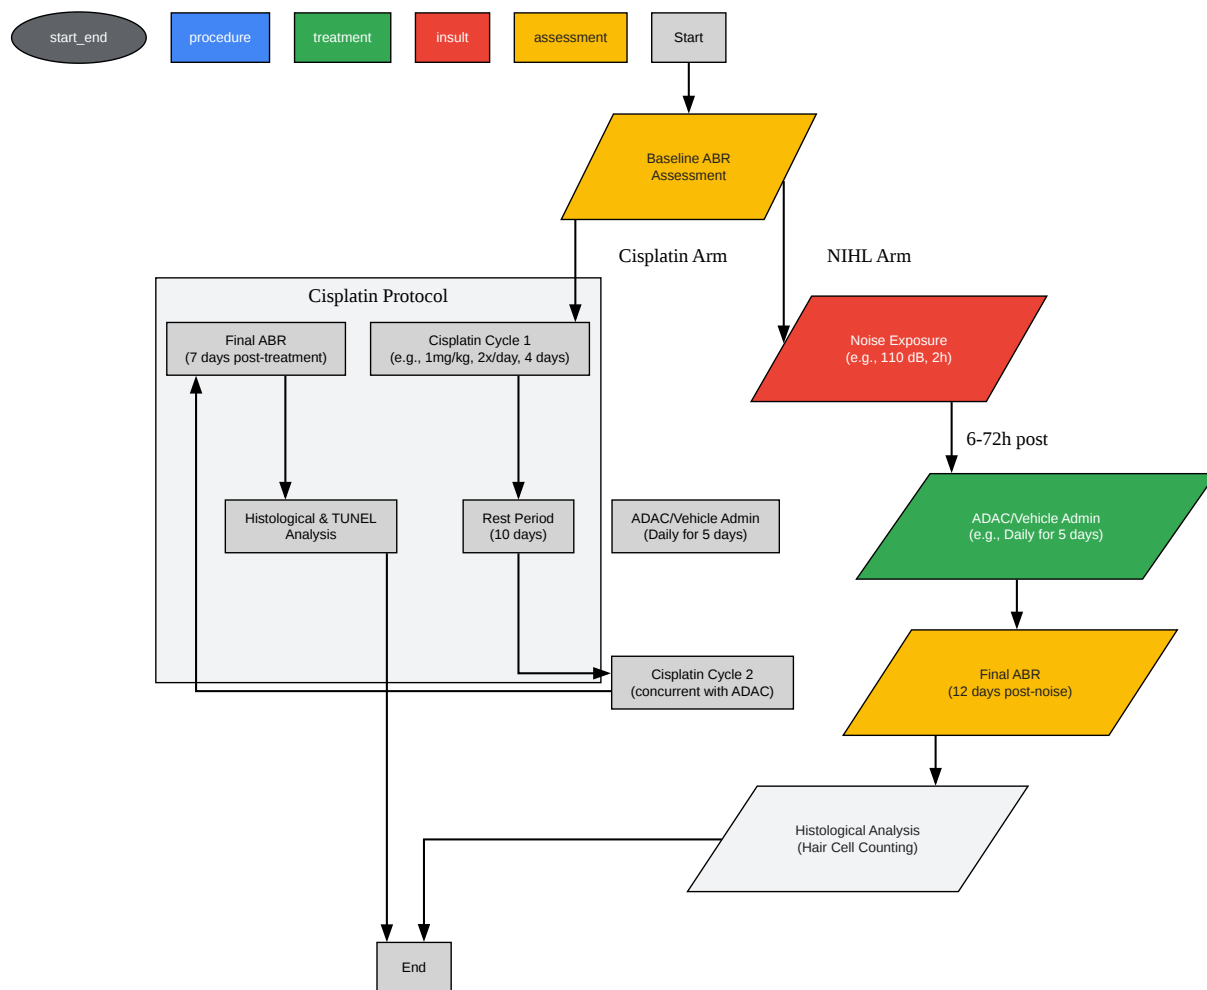 start_end
procedure
treatment
insult
assessment
Start
Baseline ABR
Assessment
Cisplatin Arm
NIHL Arm
Cisplatin Protocol
Final ABR
(7 days post-treatment)
Cisplatin Cycle 1
(e.g., 1mg/kg, 2x/day, 4 days)
Noise Exposure
(e.g., 110 dB, 2h)
6-72h post
Histological & TUNEL
Analysis
Rest Period
(10 days)
ADAC/Vehicle Admin
(Daily for 5 days)
ADAC/Vehicle Admin
(e.g., Daily for 5 days)
Cisplatin Cycle 2
(concurrent with ADAC)
Final ABR
(12 days post-noise)
Histological Analysis
(Hair Cell Counting)
End